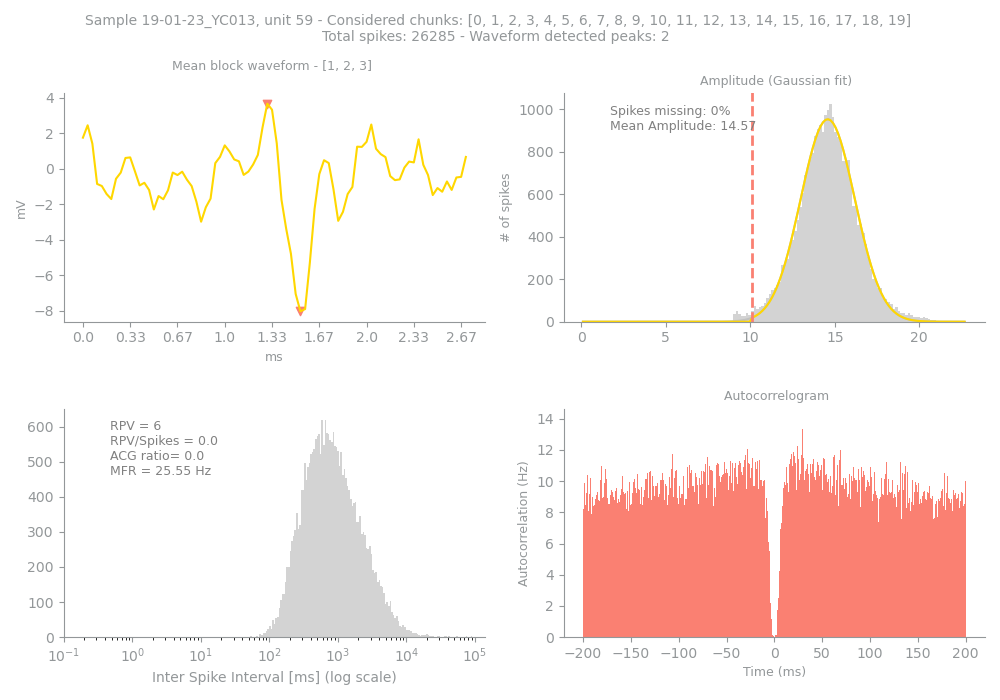 Sample 19-01-23_YC013, unit 59 - Considered chunks: [0, 1, 2, 3, 4, 5, 6, 7, 8, 9, 10, 11, 12, 13, 14, 15, 16, 17, 18, 19]
Total spikes: 26285 - Waveform detected peaks: 2
Mean block waveform - [1, 2, 3]
4
2
0
−2
−4
−6
−8
mV
0.0 0.33 0.67 1.0 1.33 1.67 2.0 2.33 2.67
ms
Amplitude (Gaussian fit)
Spikes missing: 0%
Mean Amplitude: 14.57
1000
800
600
400
200
0
# of spikes
0 5 10 15 20
RPV = 6
RPV/Spikes = 0.0
ACG ratio= 0.0
MFR = 25.55 Hz
600
500
400
300
200
100
0
10⁻¹ 10⁰ 10¹ 10² 10³ 10⁴ 10⁵
Inter Spike Interval [ms] (log scale)
Autocorrelogram
14
12
10
8
6
4
2
0
Autocorrelation (Hz)
−200 −150 −100 −50 0 50 100 150 200
Time (ms)